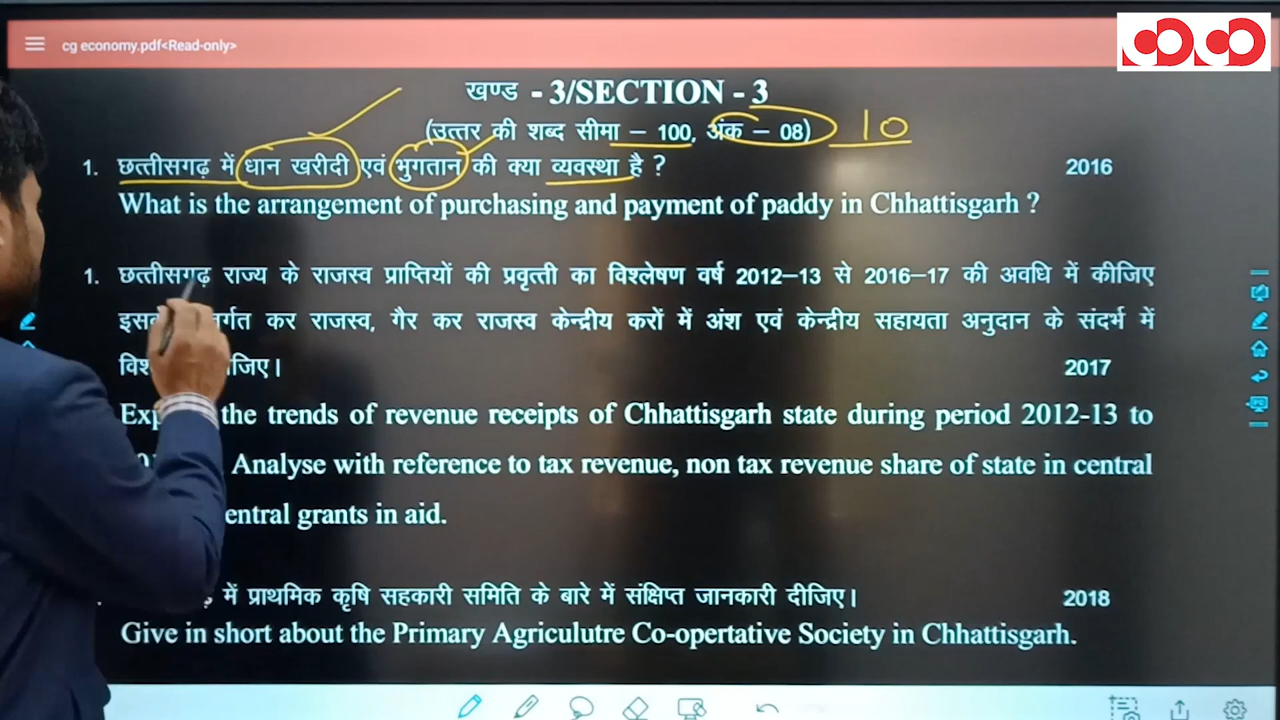 cg economy.pdf<Read-only>
खण्ड - 3/SECTION - 3
(उत्तर की शब्द सीमा – 100, अंक – 08) 10
1. छत्तीसगढ़ में धान खरीदी एवं भुगतान की क्या व्यवस्था है ? 2016
What is the arrangement of purchasing and payment of paddy in Chhattisgarh ?
1. छत्तीसगढ़ राज्य के राजस्व प्राप्तियों की प्रवृत्ती का विश्लेषण वर्ष 2012–13 से 2016–17 की अवधि में कीजिए
कर राजस्व, गैर कर राजस्व केन्द्रीय करों में अंश एवं केन्द्रीय सहायता अनुदान के संदर्भ में
2017
the trends of revenue receipts of Chhattisgarh state during period 2012-13 to
Analyse with reference to tax revenue, non tax revenue share of state in central
grants in aid.
में प्राथमिक कृषि सहकारी समिति के बारे में संक्षिप्त जानकारी दीजिए। 2018
Give in short about the Primary Agriculutre Co-opertative Society in Chhattisgarh.